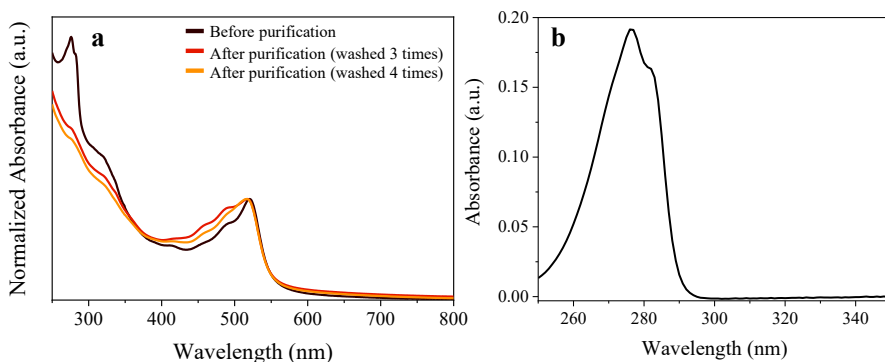 a
Before purification
After purification (washed 3 times)
After purification (washed 4 times)
Normalized Absorbance (a.u.)
300
400
500
600
700
800
Wavelength (nm)
b
Absorbance (a.u.)
0.20
0.15
0.10
0.05
0.00
260
280
300
320
340
Wavelength (nm)